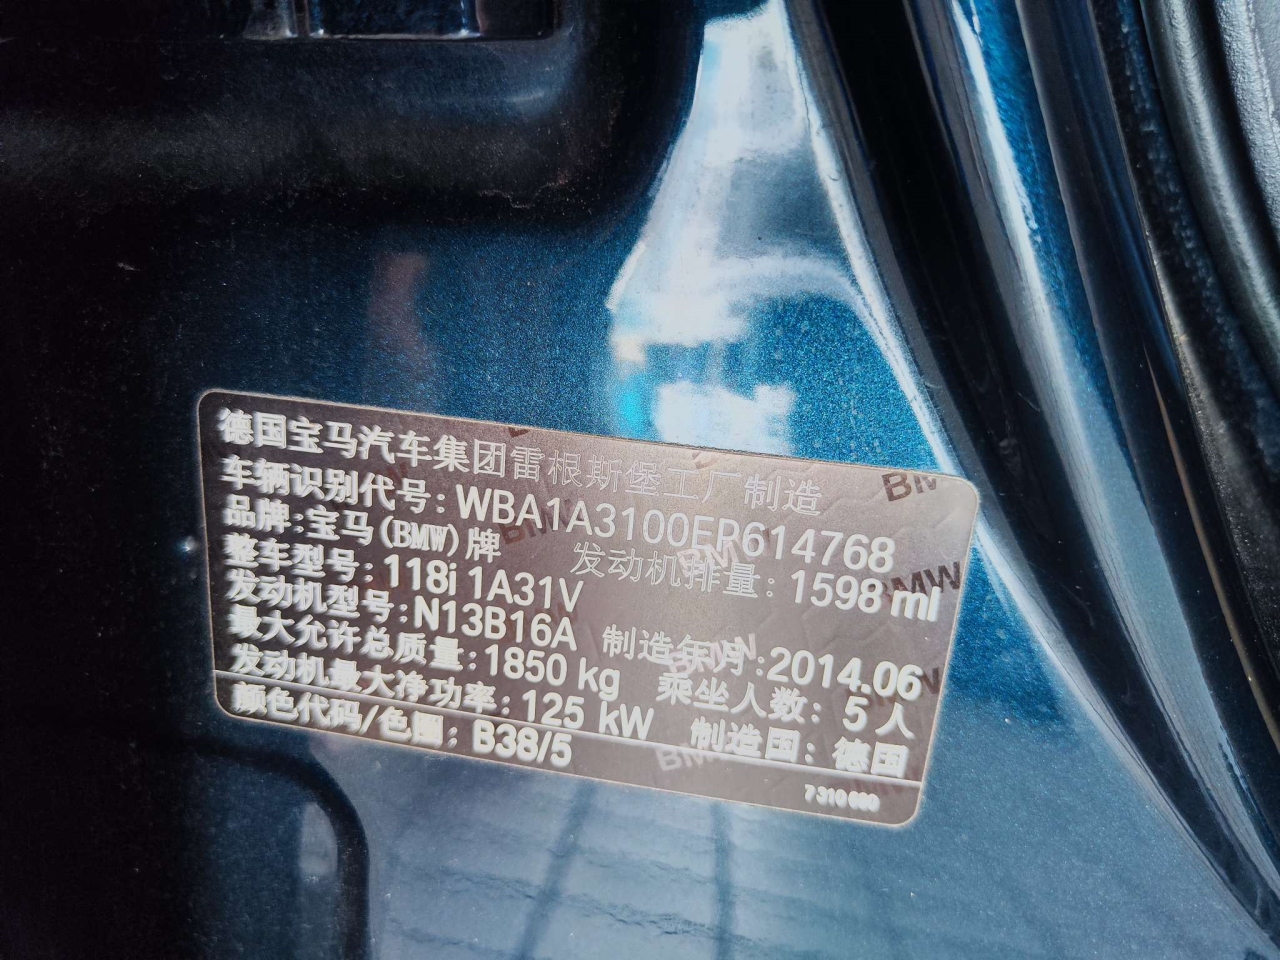 德国宝马汽车集团雷根斯堡工厂制造
车辆识别代号: WBA1A3100EP614768
品牌:宝马(BMW)牌 发动机排量: 1598 ml
整车型号: 118i 1A31V
发动机型号:N13B16A 制造年月:2014.06
最大允许总质量:1850 kg 乘坐人数: 5人
发动机最大净功率: 125 kW 制造国: 德国
颜色代码/色圈: B38/5